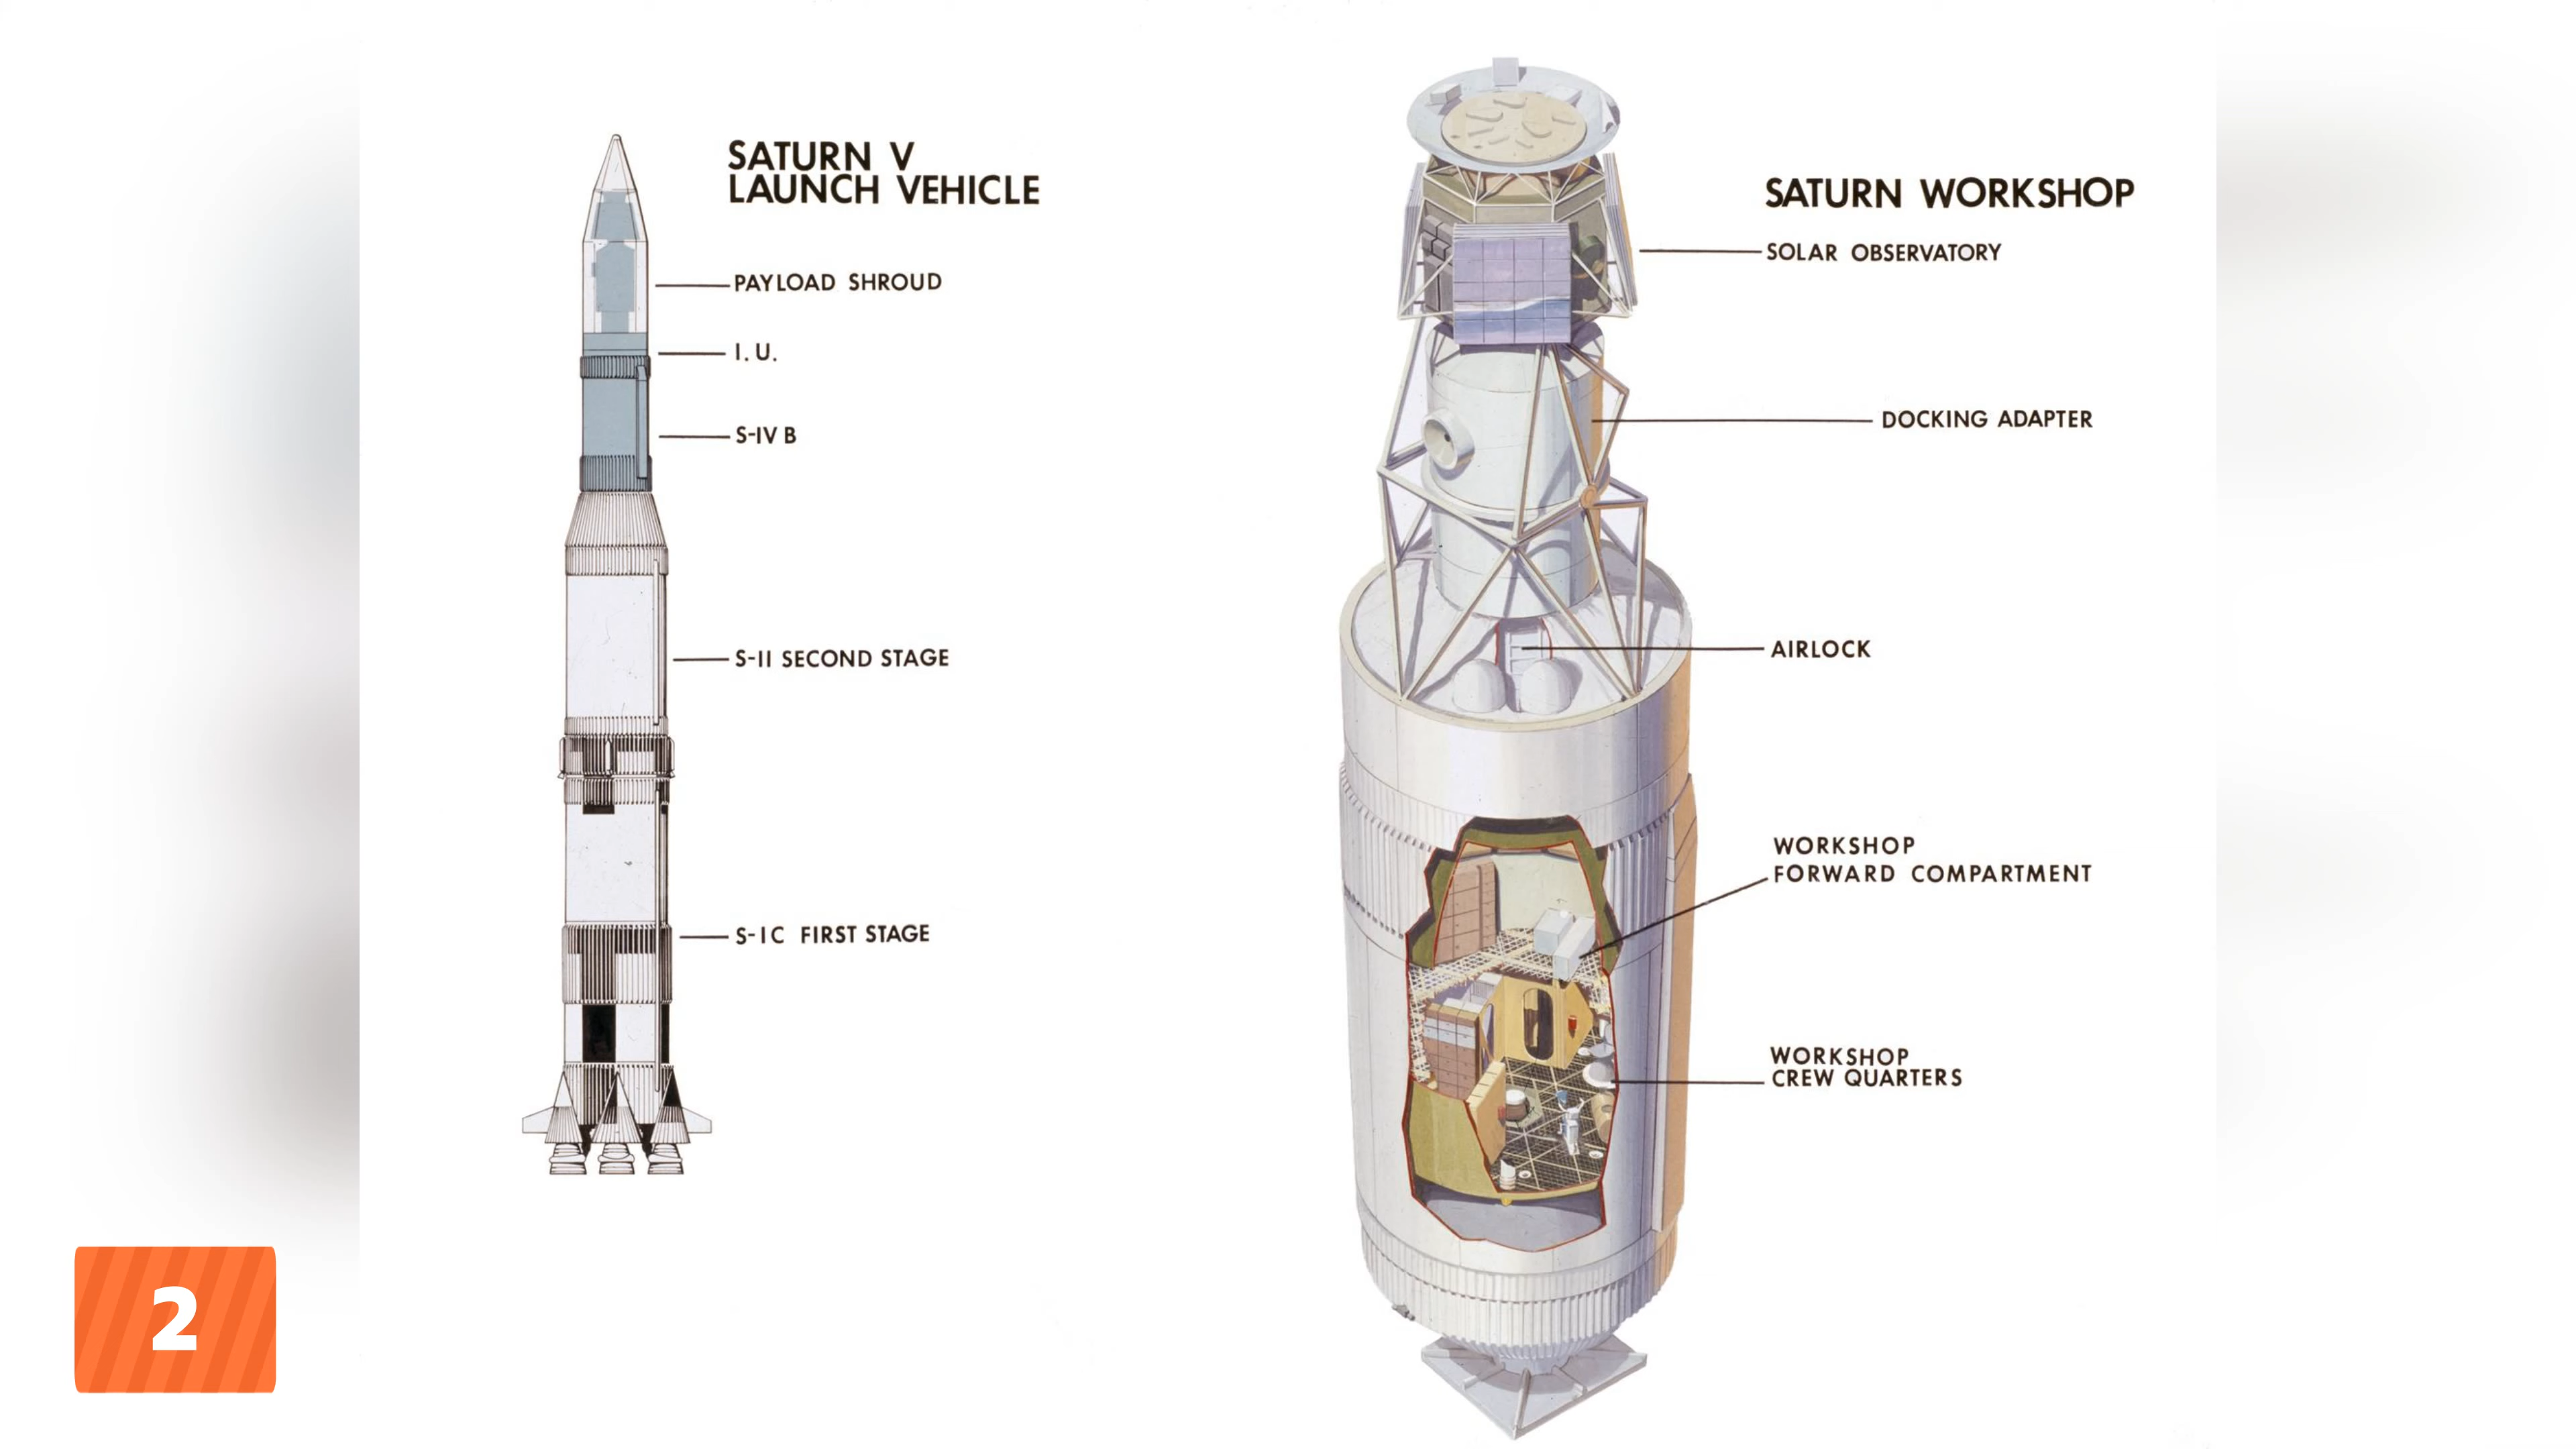 SATURN V
LAUNCH VEHICLE
PAYLOAD SHROUD
I. U.
S-IV B
S-II SECOND STAGE
S-IC FIRST STAGE
SATURN WORKSHOP
SOLAR OBSERVATORY
DOCKING ADAPTER
AIRLOCK
WORKSHOP
FORWARD COMPARTMENT
WORKSHOP
CREW QUARTERS
2